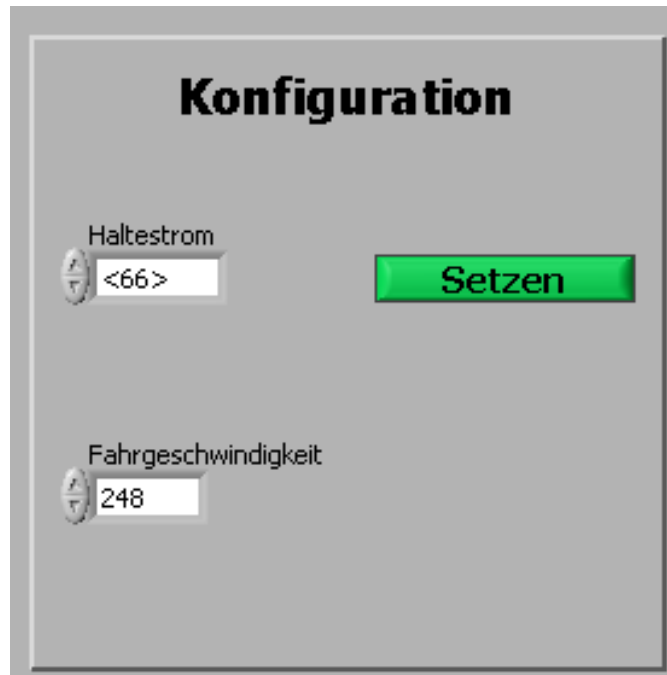 Konfiguration
Haltestrom
<66>
Setzen
Fahrgeschwindigkeit
248